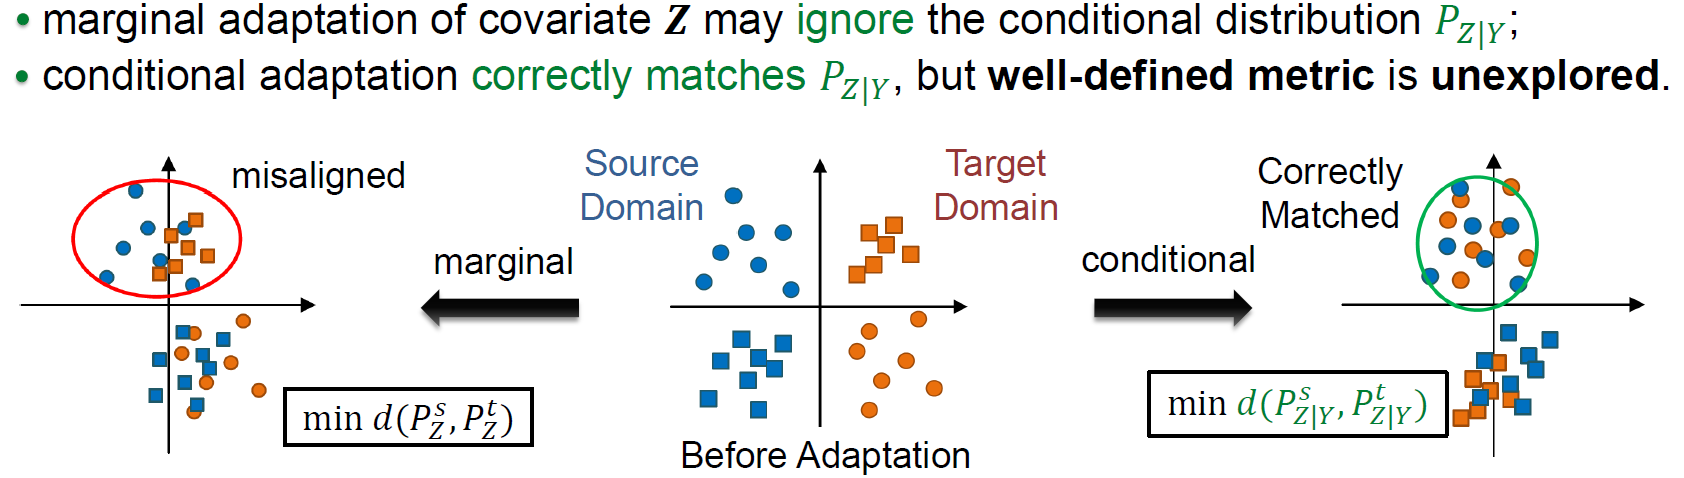 • marginal adaptation of covariate Z may ignore the conditional distribution P_{Z|Y};
• conditional adaptation correctly matches P_{Z|Y}, but well-defined metric is unexplored.
misaligned
Source
Domain
Target
Domain
Correctly
Matched
marginal
conditional
min d(P_Z^s, P_Z^t)
min d(P_{Z|Y}^s, P_{Z|Y}^t)
Before Adaptation